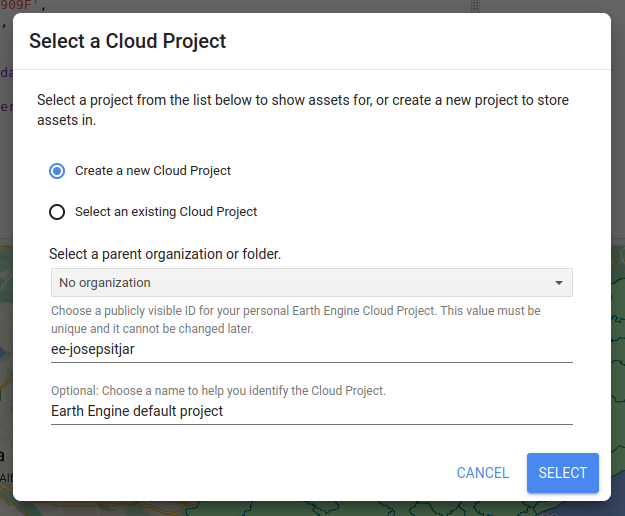 909F',
Select a Cloud Project
Select a project from the list below to show assets for, or create a new project to store
assets in.
Create a new Cloud Project
Select an existing Cloud Project
Select a parent organization or folder.
No organization
Choose a publicly visible ID for your personal Earth Engine Cloud Project. This value must be
unique and it cannot be changed later.
ee-josepsitjar
Optional: Choose a name to help you identify the Cloud Project.
Earth Engine default project
CANCEL
SELECT